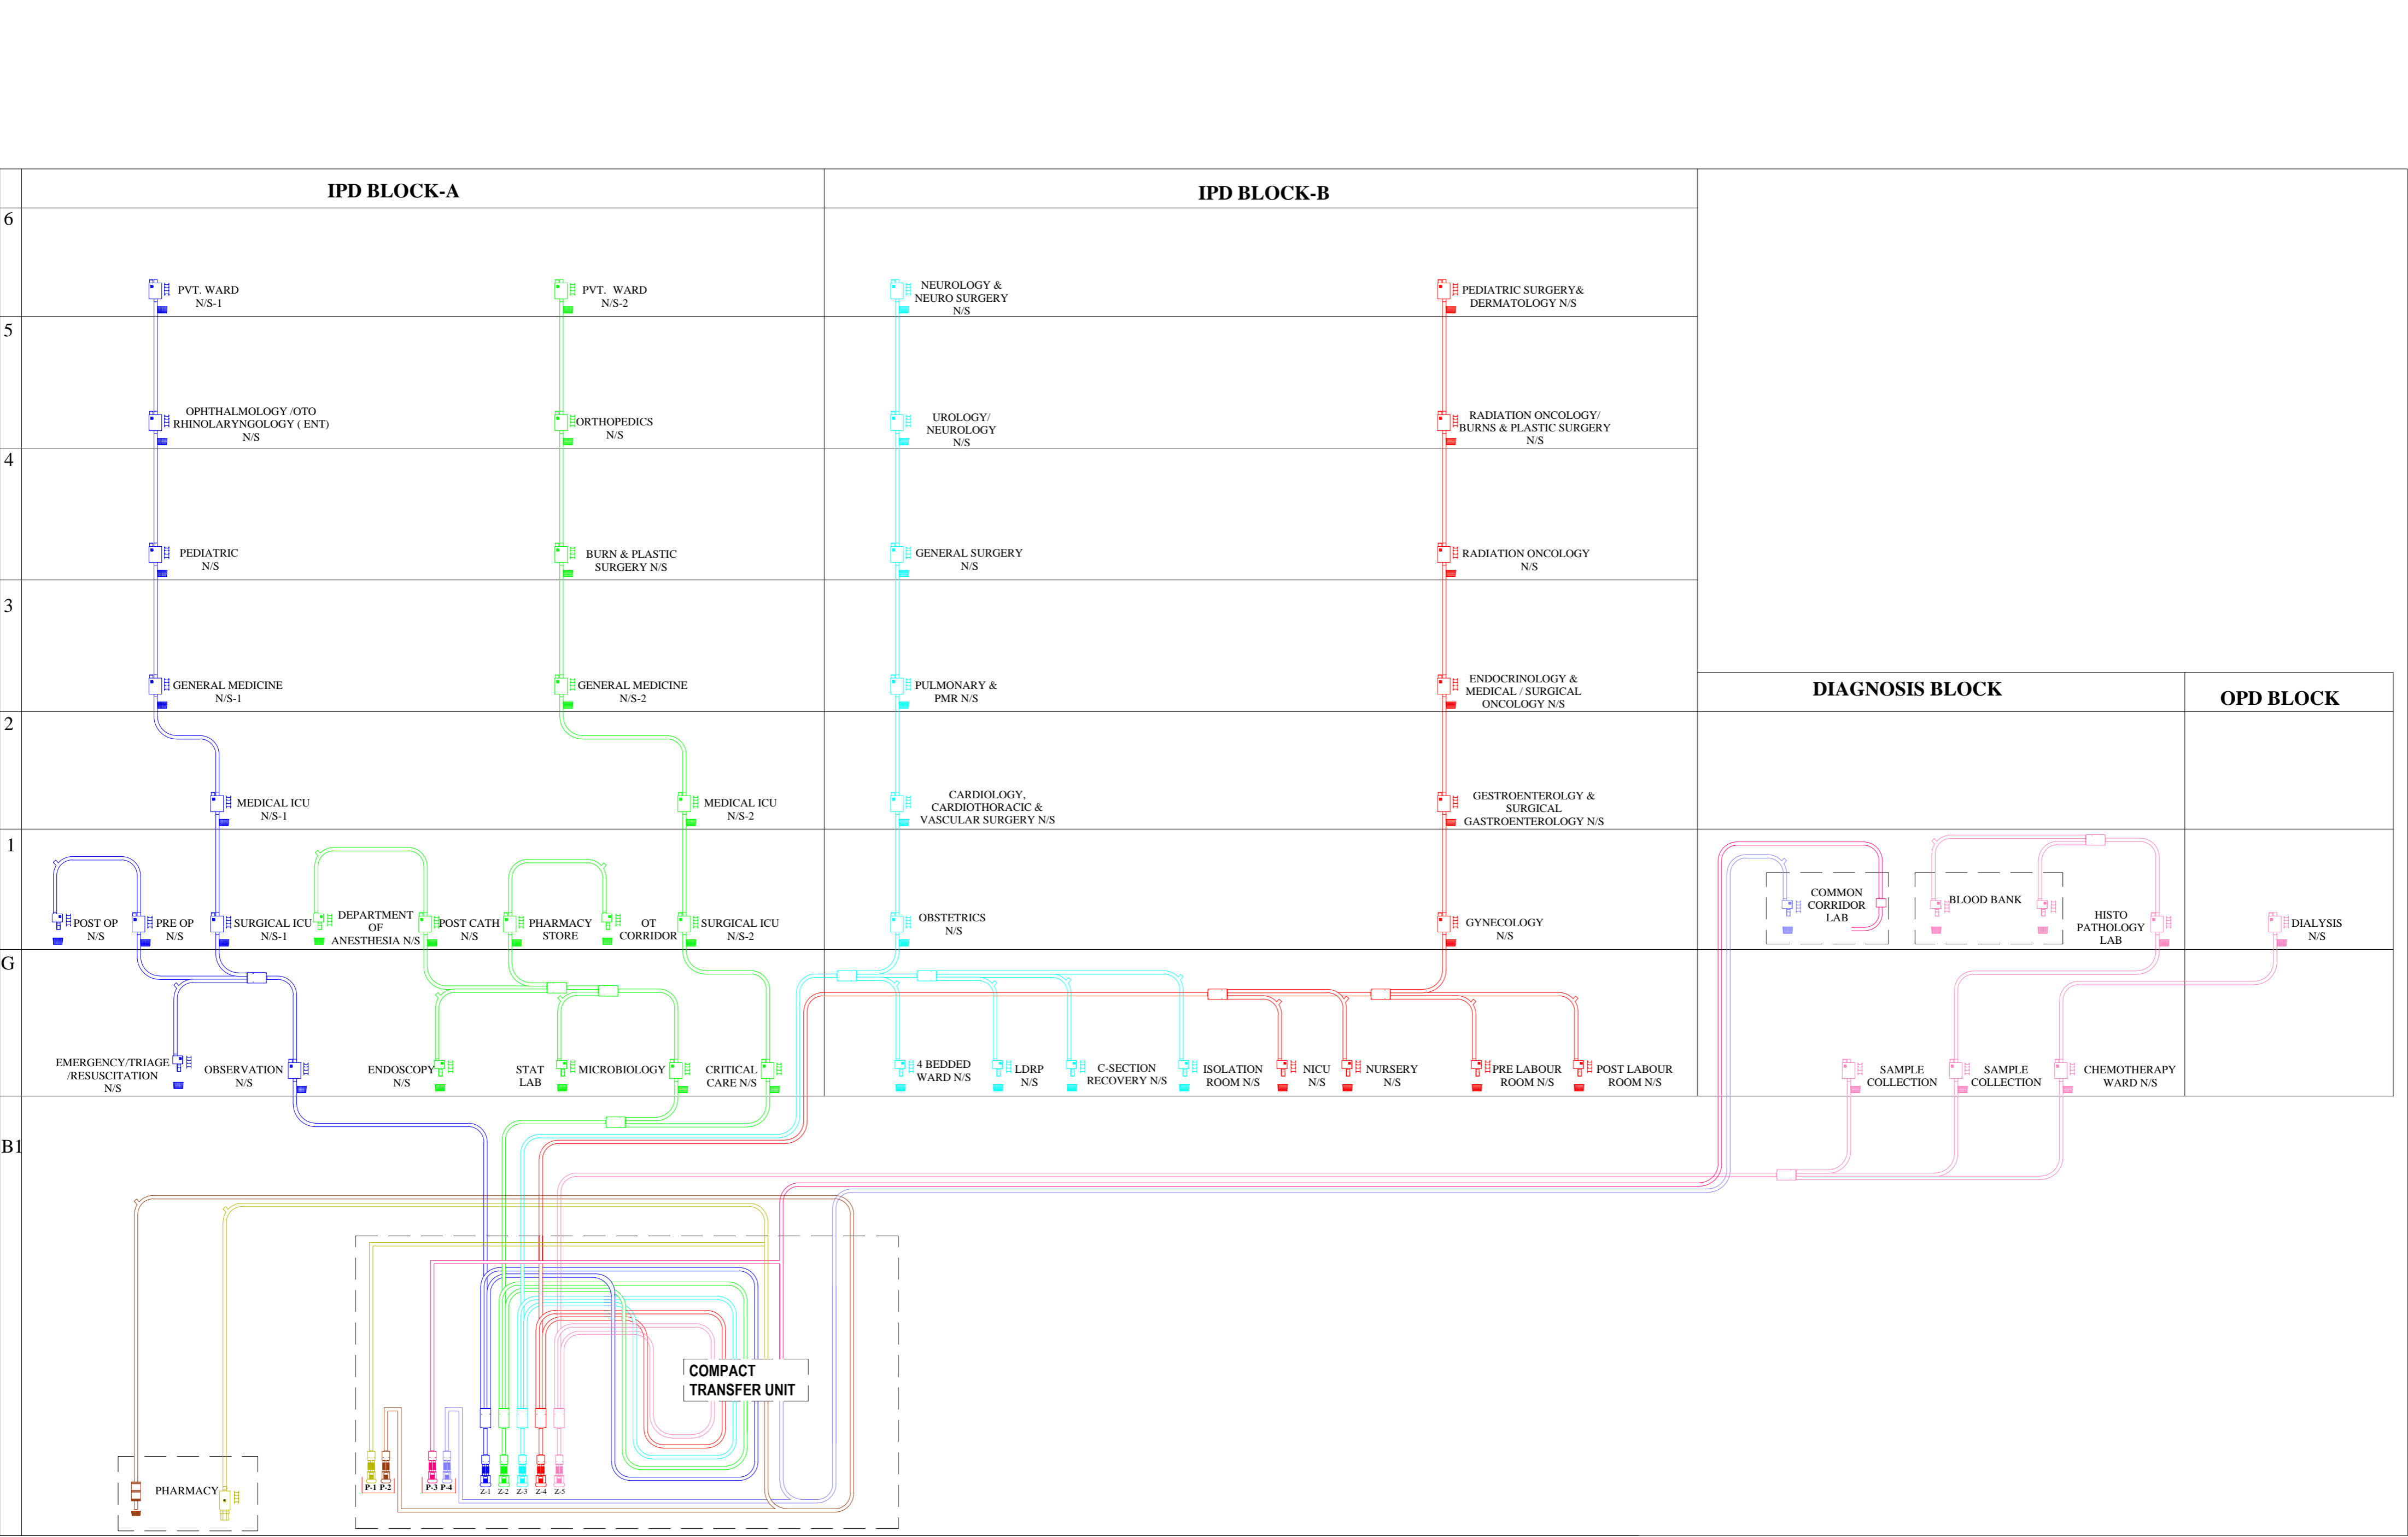 IPD BLOCK-A
IPD BLOCK-B
6
PVT. WARD
N/S-1
PVT. WARD
N/S-2
NEUROLOGY &
NEURO SURGERY
N/S
PEDIATRIC SURGERY&
DERMATOLOGY N/S
5
OPHTHALMOLOGY /OTO
RHINOLARYNGOLOGY ( ENT)
N/S
ORTHOPEDICS
N/S
UROLOGY/
NEUROLOGY
N/S
RADIATION ONCOLOGY/
BURNS & PLASTIC SURGERY
N/S
4
PEDIATRIC
N/S
BURN & PLASTIC
SURGERY N/S
GENERAL SURGERY
N/S
RADIATION ONCOLOGY
N/S
3
GENERAL MEDICINE
N/S-1
GENERAL MEDICINE
N/S-2
PULMONARY &
PMR N/S
ENDOCRINOLOGY &
MEDICAL / SURGICAL
ONCOLOGY N/S
DIAGNOSIS BLOCK
OPD BLOCK
2
MEDICAL ICU
N/S-1
MEDICAL ICU
N/S-2
CARDIOLOGY,
CARDIOTHORACIC &
VASCULAR SURGERY N/S
GESTROENTEROLGY &
SURGICAL
GASTROENTEROLOGY N/S
1
POST OP
N/S
PRE OP
N/S
SURGICAL ICU
N/S-1
DEPARTMENT
OF
ANESTHESIA N/S
POST CATH
N/S
PHARMACY
STORE
OT
CORRIDOR
SURGICAL ICU
N/S-2
OBSTETRICS
N/S
GYNECOLOGY
N/S
COMMON
CORRIDOR
LAB
BLOOD BANK
HISTO
PATHOLOGY
LAB
DIALYSIS
N/S
G
EMERGENCY/TRIAGE
/RESUSCITATION
N/S
OBSERVATION
N/S
ENDOSCOPY
N/S
STAT
LAB
MICROBIOLOGY
CRITICAL
CARE N/S
4 BEDDED
WARD N/S
LDRP
N/S
C-SECTION
RECOVERY N/S
ISOLATION
ROOM N/S
NICU
N/S
NURSERY
N/S
PRE LABOUR
ROOM N/S
POST LABOUR
ROOM N/S
SAMPLE
COLLECTION
SAMPLE
COLLECTION
CHEMOTHERAPY
WARD N/S
B1
COMPACT
TRANSFER UNIT
PHARMACY
P-1 P-2
P-3 P-4
Z-1 Z-2 Z-3 Z-4 Z-5